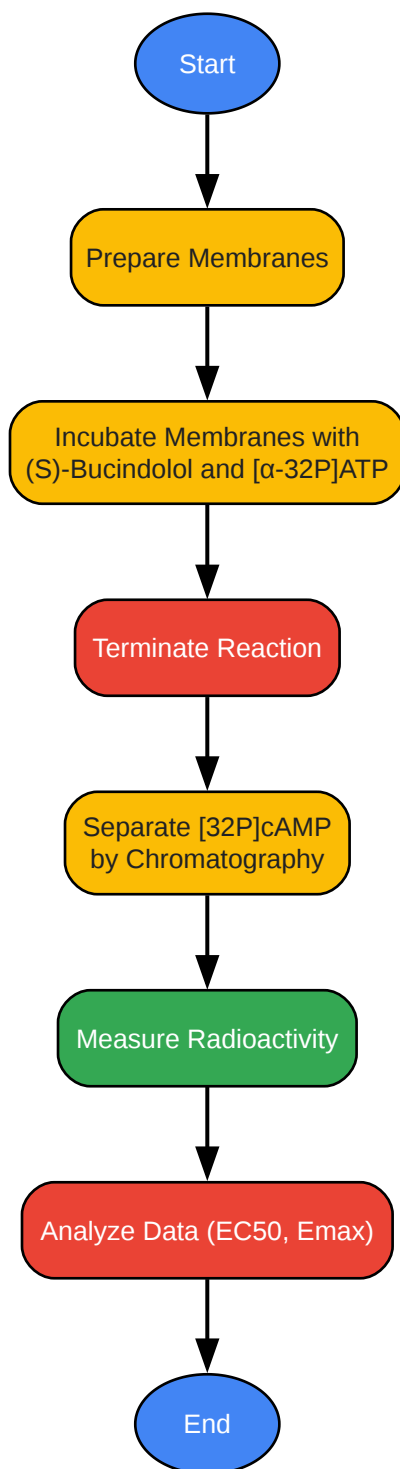 Start
Prepare Membranes
Incubate Membranes with
(S)-Bucindolol and [α-32P]ATP
Terminate Reaction
Separate [32P]cAMP
by Chromatography
Measure Radioactivity
Analyze Data (EC50, Emax)
End